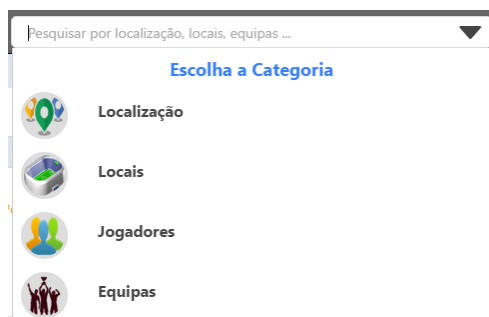 Pesquisar por localização, locais, equipas ...
Escolha a Categoria
Localização
Locais
Jogadores
Equipas